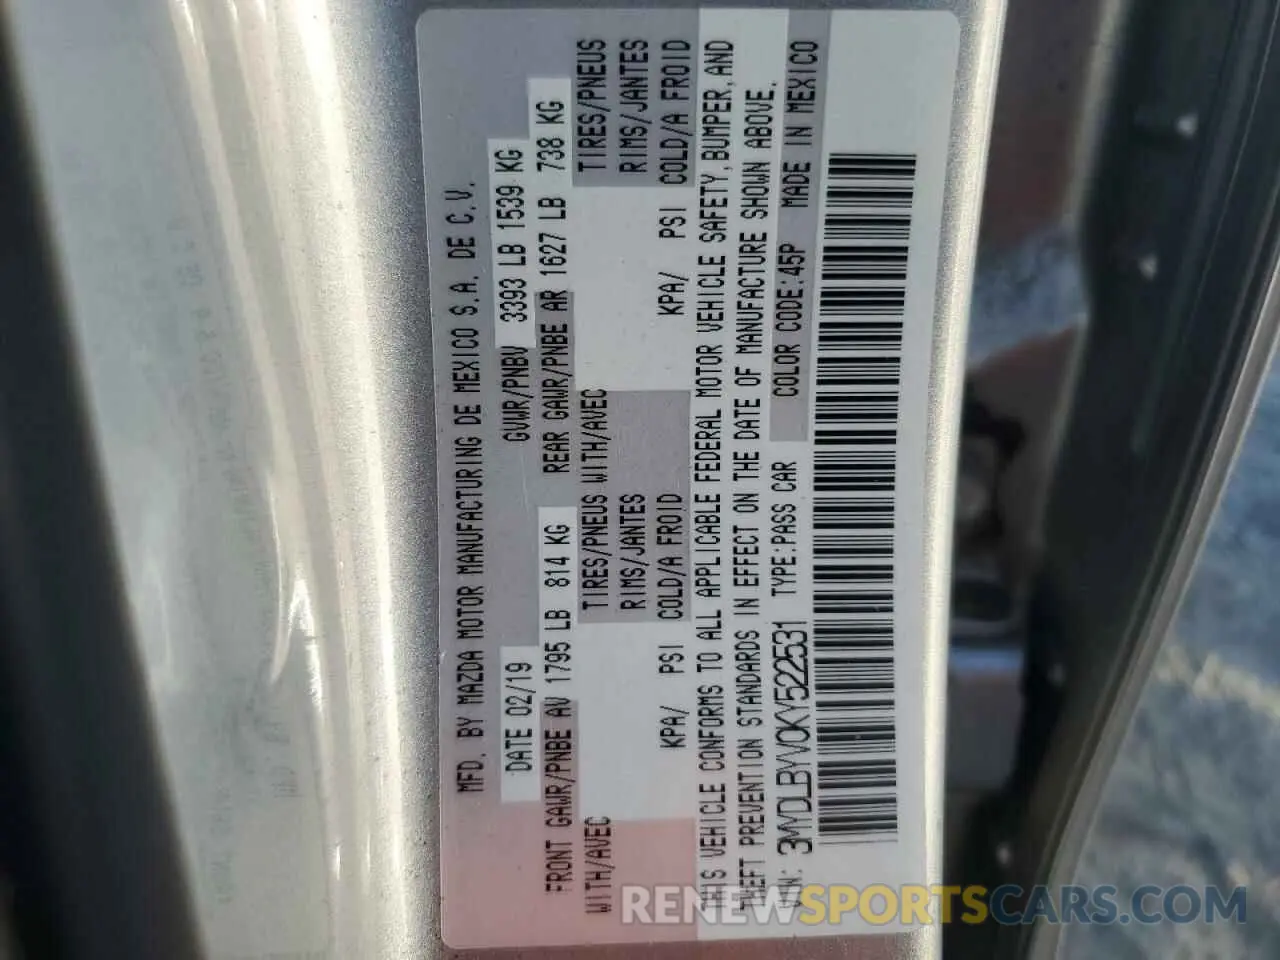 MFD. BY MAZDA MOTOR MANUFACTURING DE MEXICO S.A. DE C.V.
DATE 02/19 GVWR/PNBV 3393 LB 1539 KG
FRONT GAWR/PNBE AV 1795 LB 814 KG REAR GAWR/PNBE AR 1627 LB 738 KG
WITH/AVEC TIRES/PNEUS WITH/AVEC TIRES/PNEUS
RIMS/JANTES RIMS/JANTES
KPA/ PSI COLD/A FROID KPA/ PSI COLD/A FROID
THIS VEHICLE CONFORMS TO ALL APPLICABLE FEDERAL MOTOR VEHICLE SAFETY, BUMPER, AND
THEFT PREVENTION STANDARDS IN EFFECT ON THE DATE OF MANUFACTURE SHOWN ABOVE.
VIN: 3MYDLBYV0KY522531 TYPE:PASS CAR COLOR CODE:45P MADE IN MEXICO
RENEWSPORTSCARS.COM